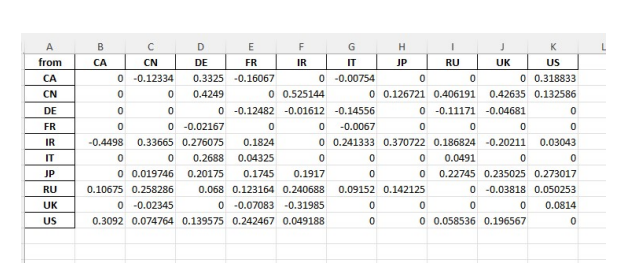 A B C D E F G H I J K L
from CA CN DE FR IR IT JP RU UK US
CA 0 -0.12334 0.3325 -0.16067 0 -0.00754 0 0 0 0.318833
CN 0 0 0.4249 0 0.525144 0 0.126721 0.406191 0.42635 0.132586
DE 0 0 0 -0.12482 -0.01612 -0.14556 0 -0.11171 -0.04681 0
FR 0 0 -0.02167 0 0 -0.0067 0 0 0 0
IR -0.4498 0.33665 0.276075 0.1824 0 0.241333 0.370722 0.186824 -0.20211 0.03043
IT 0 0 0.2688 0.04325 0 0 0 0.0491 0 0
JP 0 0.019746 0.20175 0.1745 0.1917 0 0 0.22745 0.235025 0.273017
RU 0.10675 0.258286 0.068 0.123164 0.240688 0.09152 0.142125 0 -0.03818 0.050253
UK 0 -0.02345 0 -0.07083 -0.31985 0 0 0 0 0.0814
US 0.3092 0.074764 0.139575 0.242467 0.049188 0 0 0.058536 0.196567 0